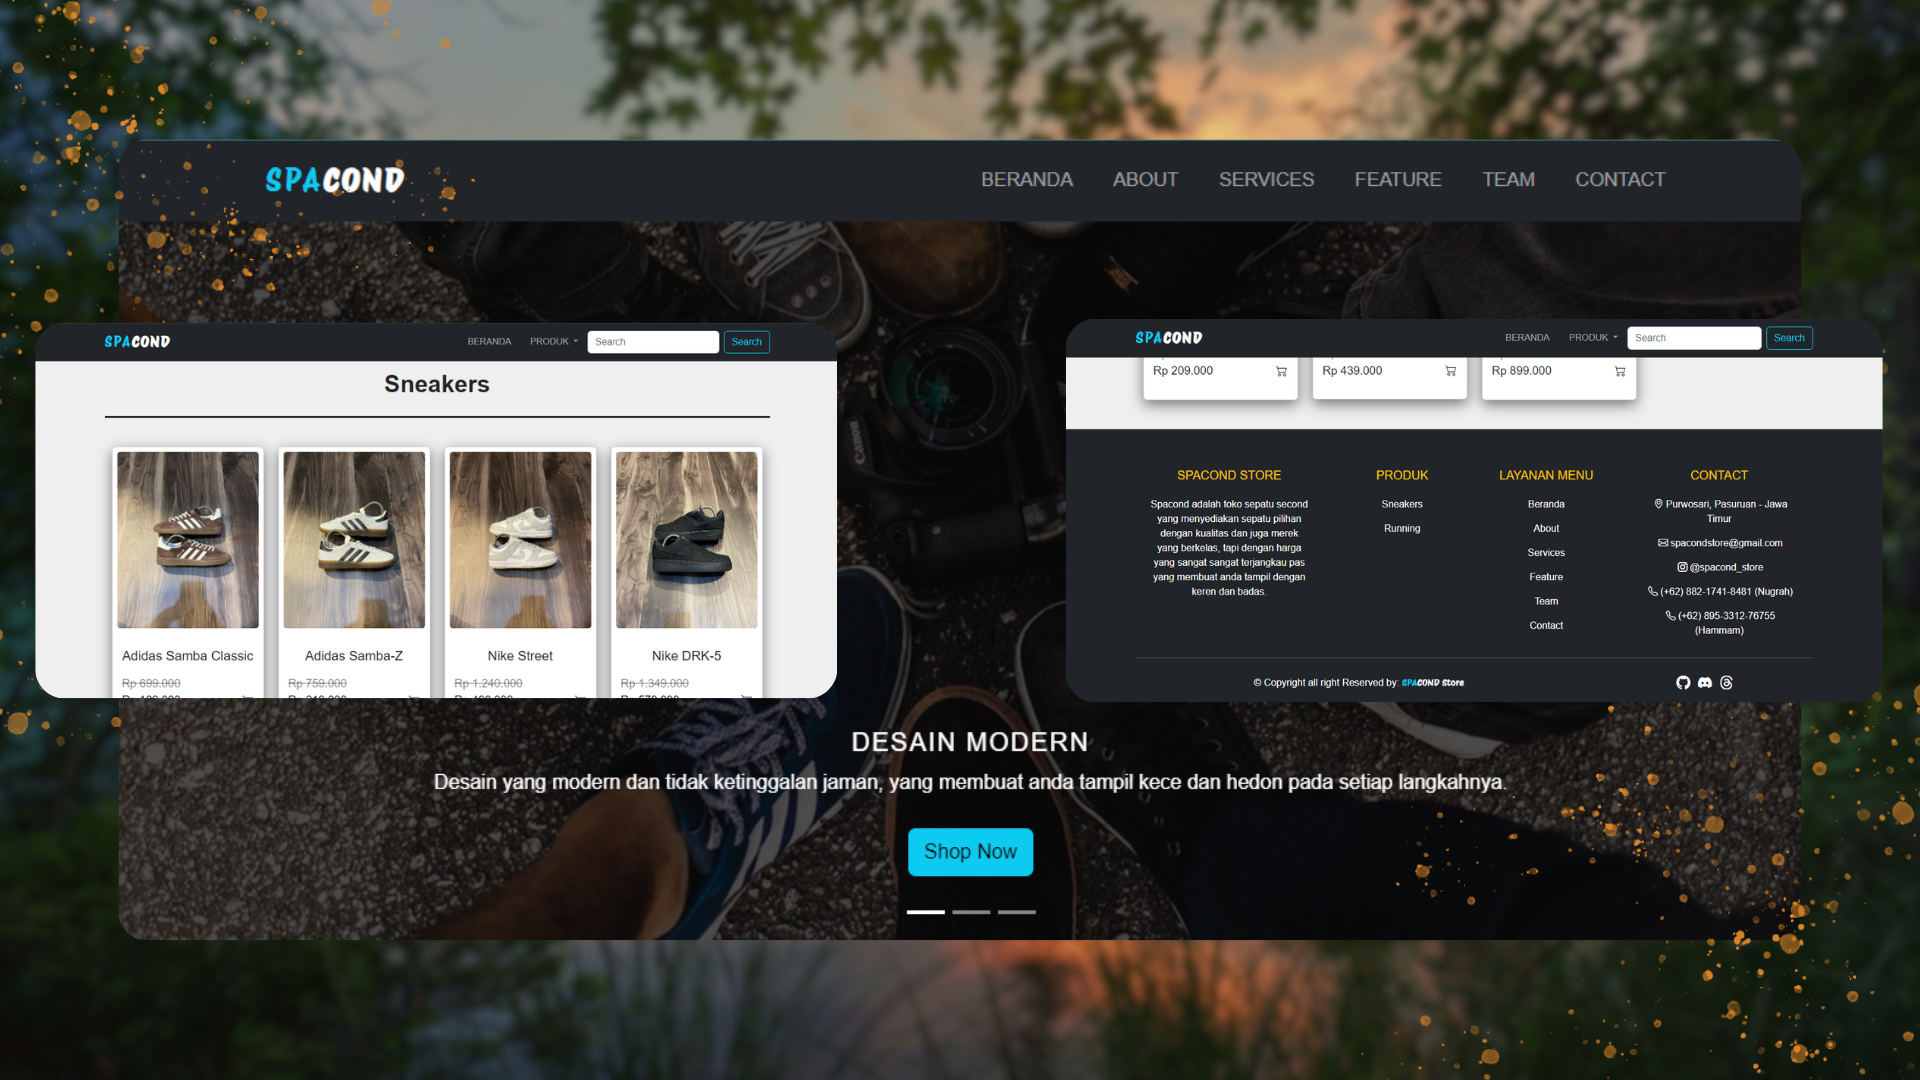 SPACOND
BERANDA ABOUT SERVICES FEATURE TEAM CONTACT
SPACOND BERANDA PRODUK Search Search
Sneakers
Canon
Adidas Samba Classic
Rp 699.000
Adidas Samba-Z
Rp 759.000
Nike Street
Rp 1.240.000
Nike DRK-5
Rp 1.349.000
SPACOND BERANDA PRODUK Search Search
Rp 209.000 Rp 439.000 Rp 899.000
SPACOND STORE
Spacond adalah toko sepatu second
yang menyediakan sepatu pilihan
dengan kualitas dan juga merek
yang berkelas, tapi dengan harga
yang sangat sangat terjangkau pas
yang membuat anda tampil dengan
keren dan badas.
PRODUK
Sneakers
Running
LAYANAN MENU
Beranda
About
Services
Feature
Team
Contact
CONTACT
Purwosari, Pasuruan - Jawa
Timur
spacondstore@gmail.com
@spacond_store
(+62) 882-1741-8481 (Nugrah)
(+62) 895-3312-76755
(Hammam)
© Copyright all right Reserved by: SPACOND Store
DESAIN MODERN
Desain yang modern dan tidak ketinggalan jaman, yang membuat anda tampil kece dan hedon pada setiap langkahnya.
Shop Now